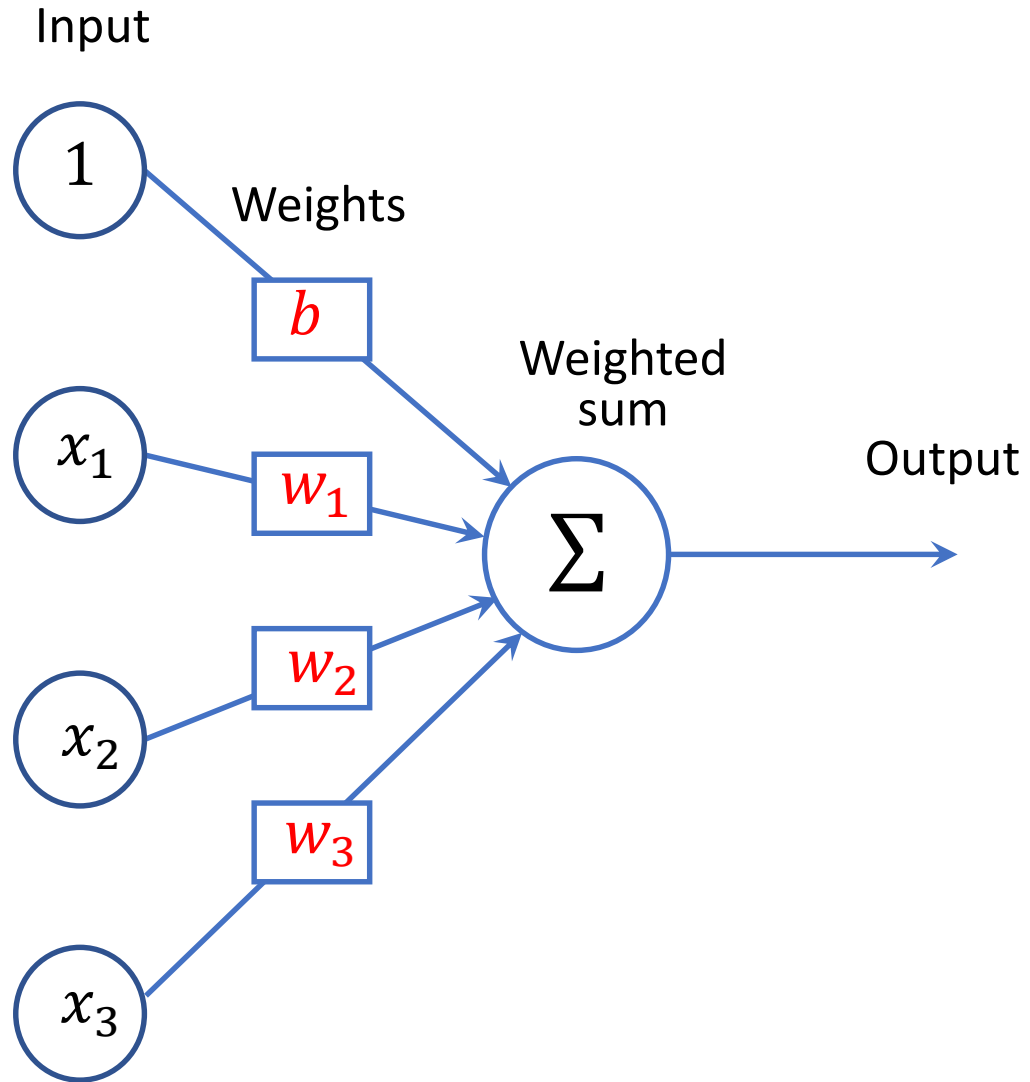 Input
1
Weights
b
Weighted
sum
x₁
Output
w₁
∑
w₂
x₂
w₃
x₃